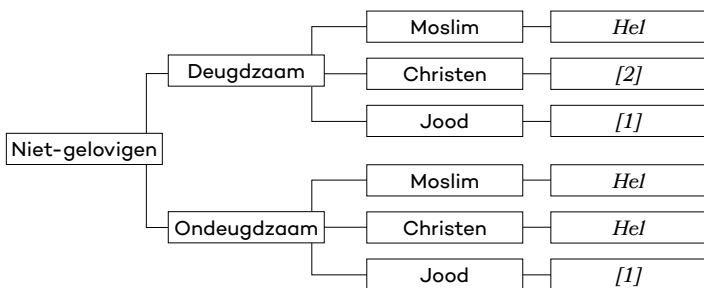 Moslim Hel
Deugdzaam Christen [2]
Jood [1]
Niet-gelovigen
Moslim Hel
Ondeugdzaam Christen Hel
Jood [1]